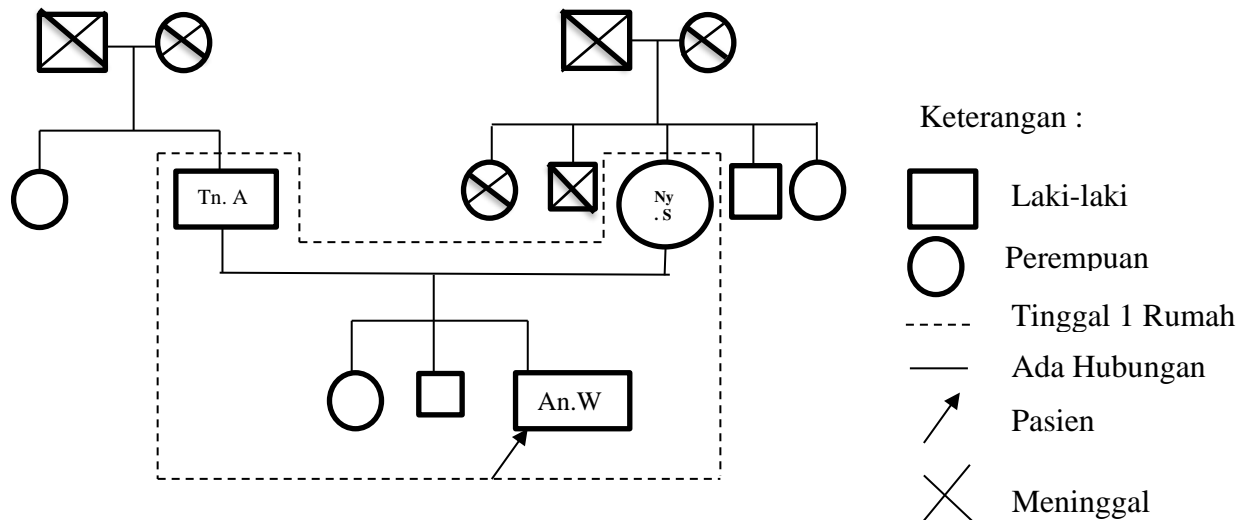 Keterangan :
Laki-laki
Tn. A
Ny
. S
Perempuan
Tinggal 1 Rumah
Ada Hubungan
An.W
Pasien
Meninggal